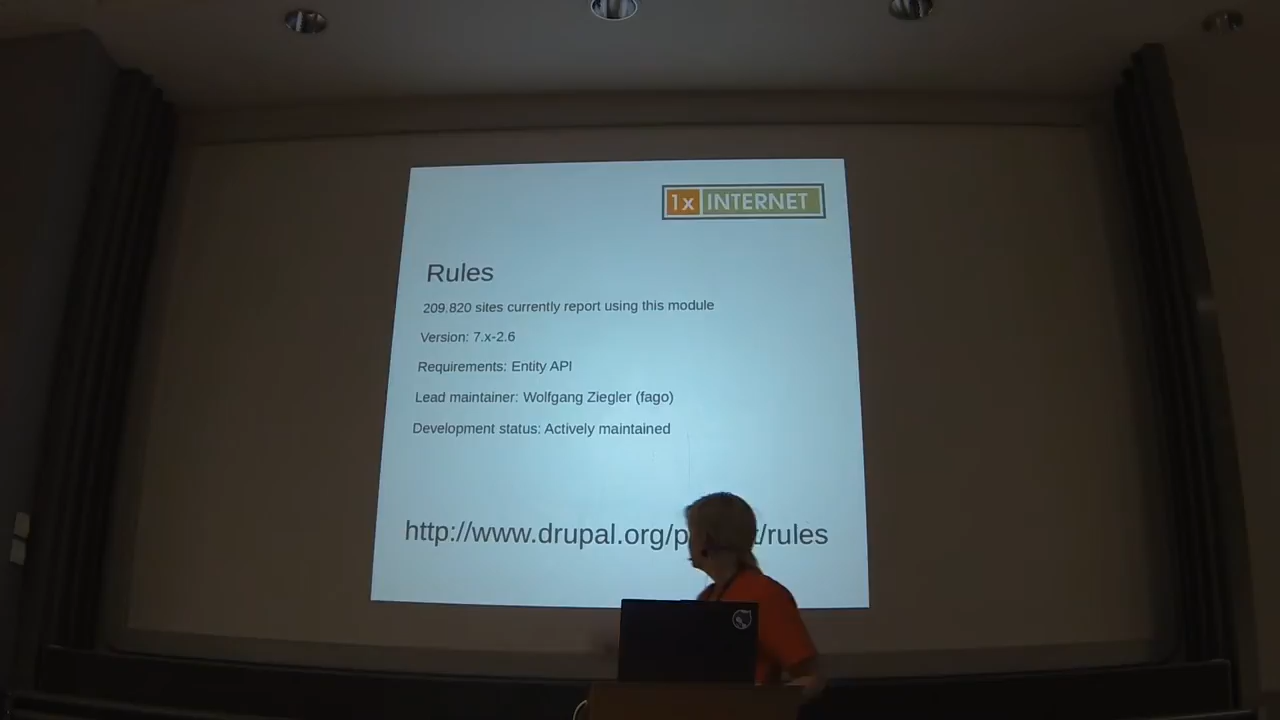 1x INTERNET
Rules
209.820 sites currently report using this module
Version: 7.x-2.6
Requirements: Entity API
Lead maintainer: Wolfgang Ziegler (fago)
Development status: Actively maintained
http://www.drupal.org/p t/rules